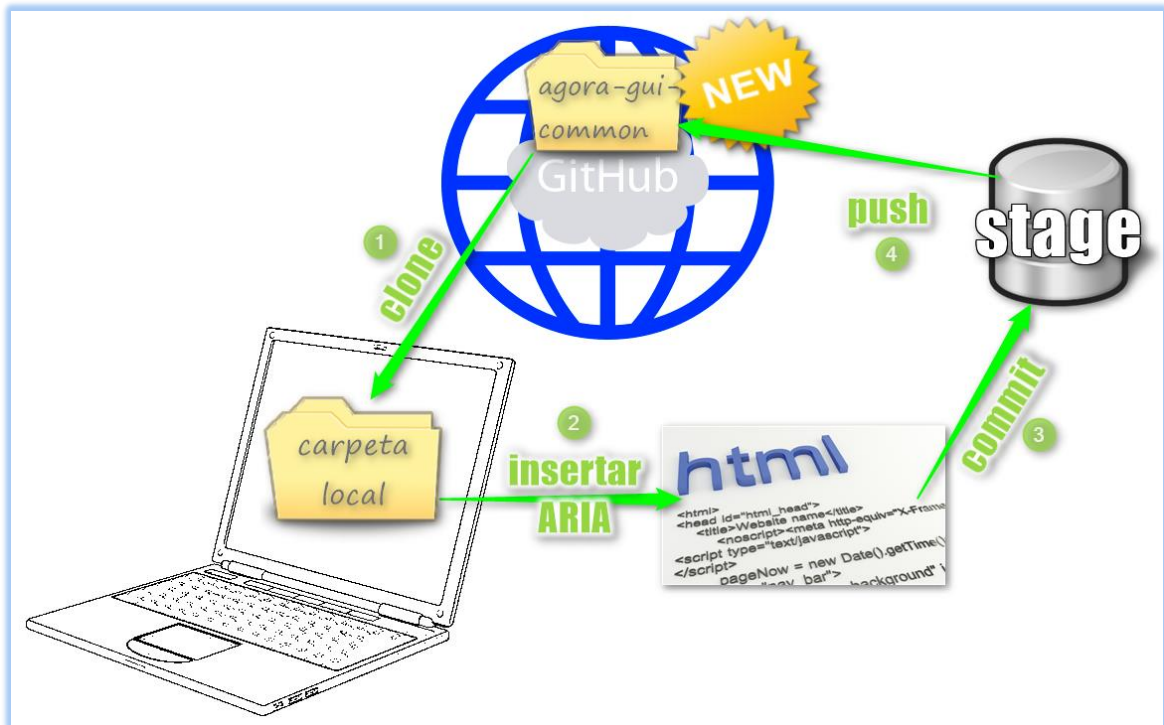 agora-gui-
common
NEW
GitHub
1
clone
push
4
stage
carpeta
local
2
insertar
ARIA
html
<html>
<head id="html_head">
<title>Website name</title>
<noscript><meta http-equiv="X-Frame
<script type="text/javascript">
</script>
pageNow = new Date().getTime()
"nav_bar">
background" i
commit
3